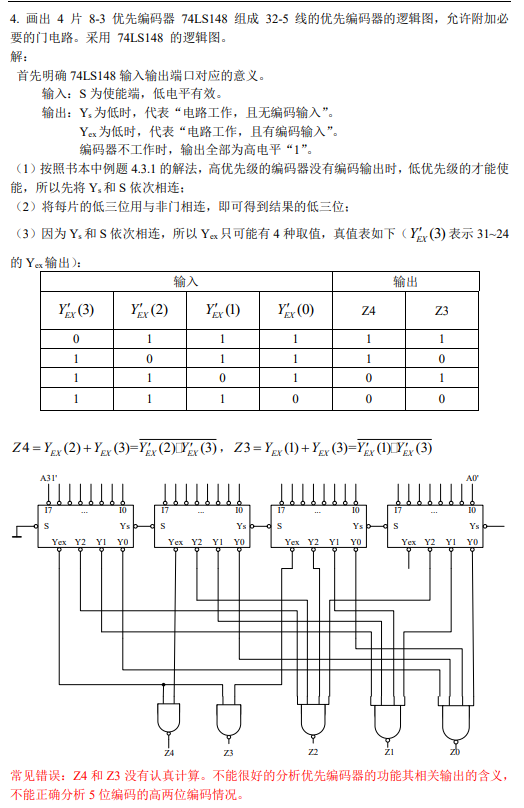 4. 画出 4 片 8-3 优先编码器 74LS148 组成 32-5 线的优先编码器的逻辑图，允许附加必
要的门电路。采用 74LS148 的逻辑图。
解：
首先明确 74LS148 输入输出端口对应的意义。
输入：S 为使能端，低电平有效。
输出：Ys为低时，代表“电路工作，且无编码输入”。
Yex为低时，代表“电路工作，且有编码输入”。
编码器不工作时，输出全部为高电平“1”。
（1）按照书本中例题 4.3.1 的解法，高优先级的编码器没有编码输出时，低优先级的才能使
能，所以先将 Ys 和 S 依次相连；
（2）将每片的低三位用与非门相连，即可得到结果的低三位；
（3）因为 Ys 和 S 依次相连，所以 Yex 只可能有 4 种取值，真值表如下（Y′EX(3) 表示 31~24
的 Yex 输出）：
输入 输出
Y′EX(3) Y′EX(2) Y′EX(1) Y′EX(0) Z4 Z3
0 1 1 1 1 1
1 0 1 1 1 0
1 1 0 1 0 1
1 1 1 0 0 0
Z4 = YEX(2)+YEX(3)=Y′EX(2)□Y′EX(3)，Z3 = YEX(1)+YEX(3)=Y′EX(1)□Y′EX(3)
A31' A0'
I7 ... I0 I7 ... I0 I7 ... I0 I7 ... I0
S Ys S Ys S Ys S Ys
Yex Y2 Y1 Y0 Yex Y2 Y1 Y0 Yex Y2 Y1 Y0 Yex Y2 Y1 Y0
Z4 Z3 Z2 Z1 Z0
常见错误：Z4 和 Z3 没有认真计算。不能很好的分析优先编码器的功能其相关输出的含义，
不能正确分析 5 位编码的高两位编码情况。